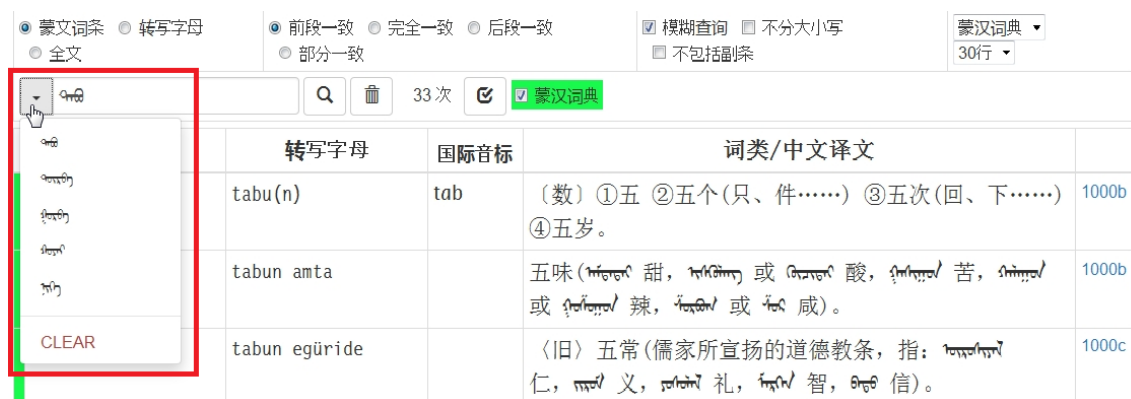 蒙文词条 转写字母
全文
前段一致 完全一致 后段一致
部分一致
模糊查询 不分大小写
不包括副条
蒙汉词典
30行
33次 蒙汉词典
CLEAR
转写字母 国际音标 词类/中文译文
tabu(n) tɑb 〔数〕①五 ②五个(只、件……) ③五次(回、下……) 1000b
④五岁。
tabun amta 五味( 甜, 或 酸, 苦, 1000b
或 辣, 或 咸)。
tabun egüride 〈旧〉五常(儒家所宣扬的道德教条，指: 1000c
仁, 义, 礼, 智, 信)。